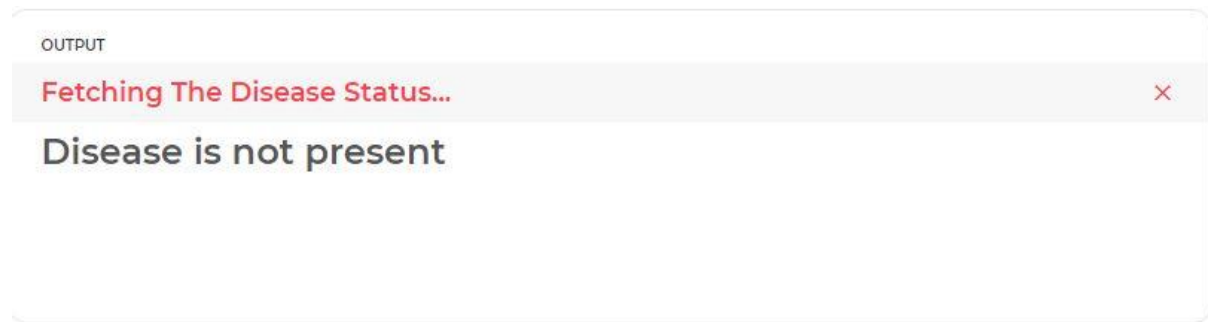 OUTPUT
Fetching The Disease Status...
×
Disease is not present